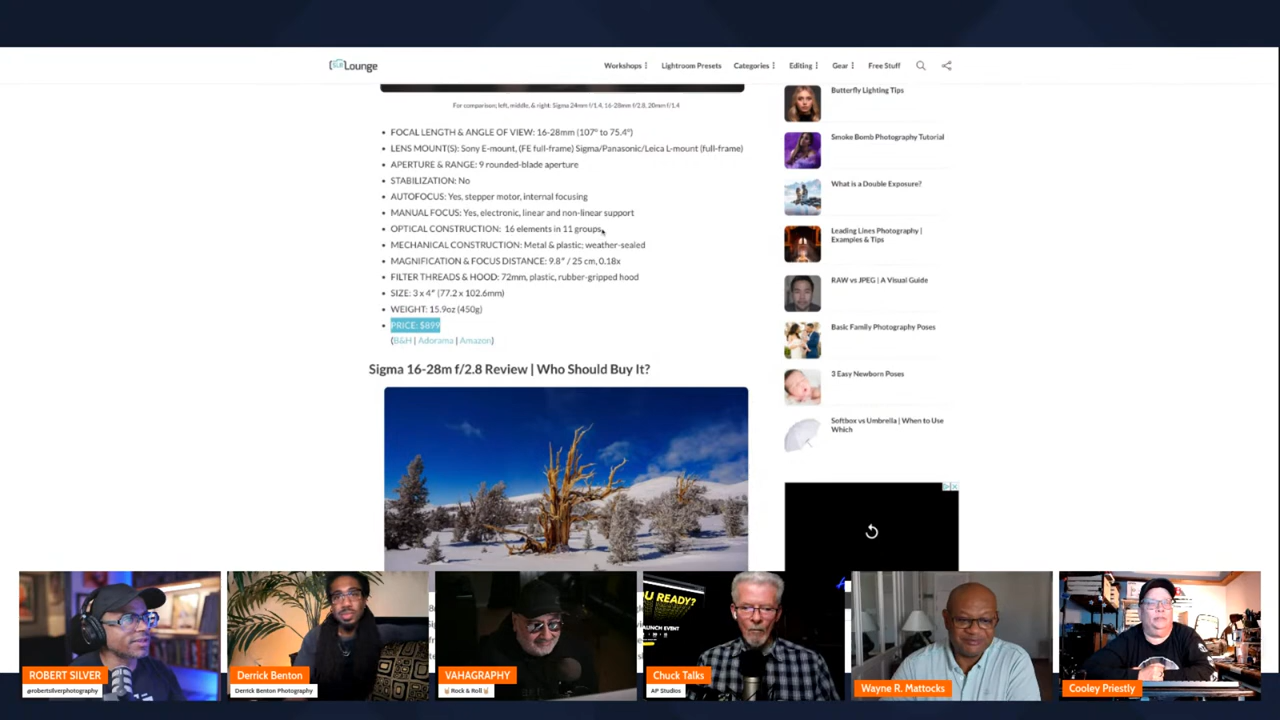 SLR Lounge
Workshops
Lightroom Presets
Categories
Editing
Gear
Free Stuff
For comparison; left, middle, & right: Sigma 24mm f/1.4, 16-28mm f/2.8, 20mm f/1.4
• FOCAL LENGTH & ANGLE OF VIEW: 16-28mm (107° to 75.4°)
• LENS MOUNT(S): Sony E-mount, (FE full-frame) Sigma/Panasonic/Leica L-mount (full-frame)
• APERTURE & RANGE: 9 rounded-blade aperture
• STABILIZATION: No
• AUTOFOCUS: Yes, stepper motor, internal focusing
• MANUAL FOCUS: Yes, electronic, linear and non-linear support
• OPTICAL CONSTRUCTION: 16 elements in 11 groups
• MECHANICAL CONSTRUCTION: Metal & plastic; weather-sealed
• MAGNIFICATION & FOCUS DISTANCE: 9.8″ / 25 cm, 0.18x
• FILTER THREADS & HOOD: 72mm, plastic, rubber-gripped hood
• SIZE: 3 x 4″ (77.2 x 102.6mm)
• WEIGHT: 15.9oz (450g)
• PRICE: $899
(B&H | Adorama | Amazon)
Sigma 16-28m f/2.8 Review | Who Should Buy It?
Butterfly Lighting Tips
Smoke Bomb Photography Tutorial
What is a Double Exposure?
Leading Lines Photography |
Examples & Tips
RAW vs JPEG | A Visual Guide
Basic Family Photography Poses
3 Easy Newborn Poses
Softbox vs Umbrella | When to Use
Which
ROBERT SILVER
@robertsilverphotography
Derrick Benton
Derrick Benton Photography
VAHAGRAPHY
🤘Rock & Roll🤘
U READY?
LAUNCH EVENT
Chuck Talks
AP Studios
Wayne R. Mattocks
Cooley Priestly